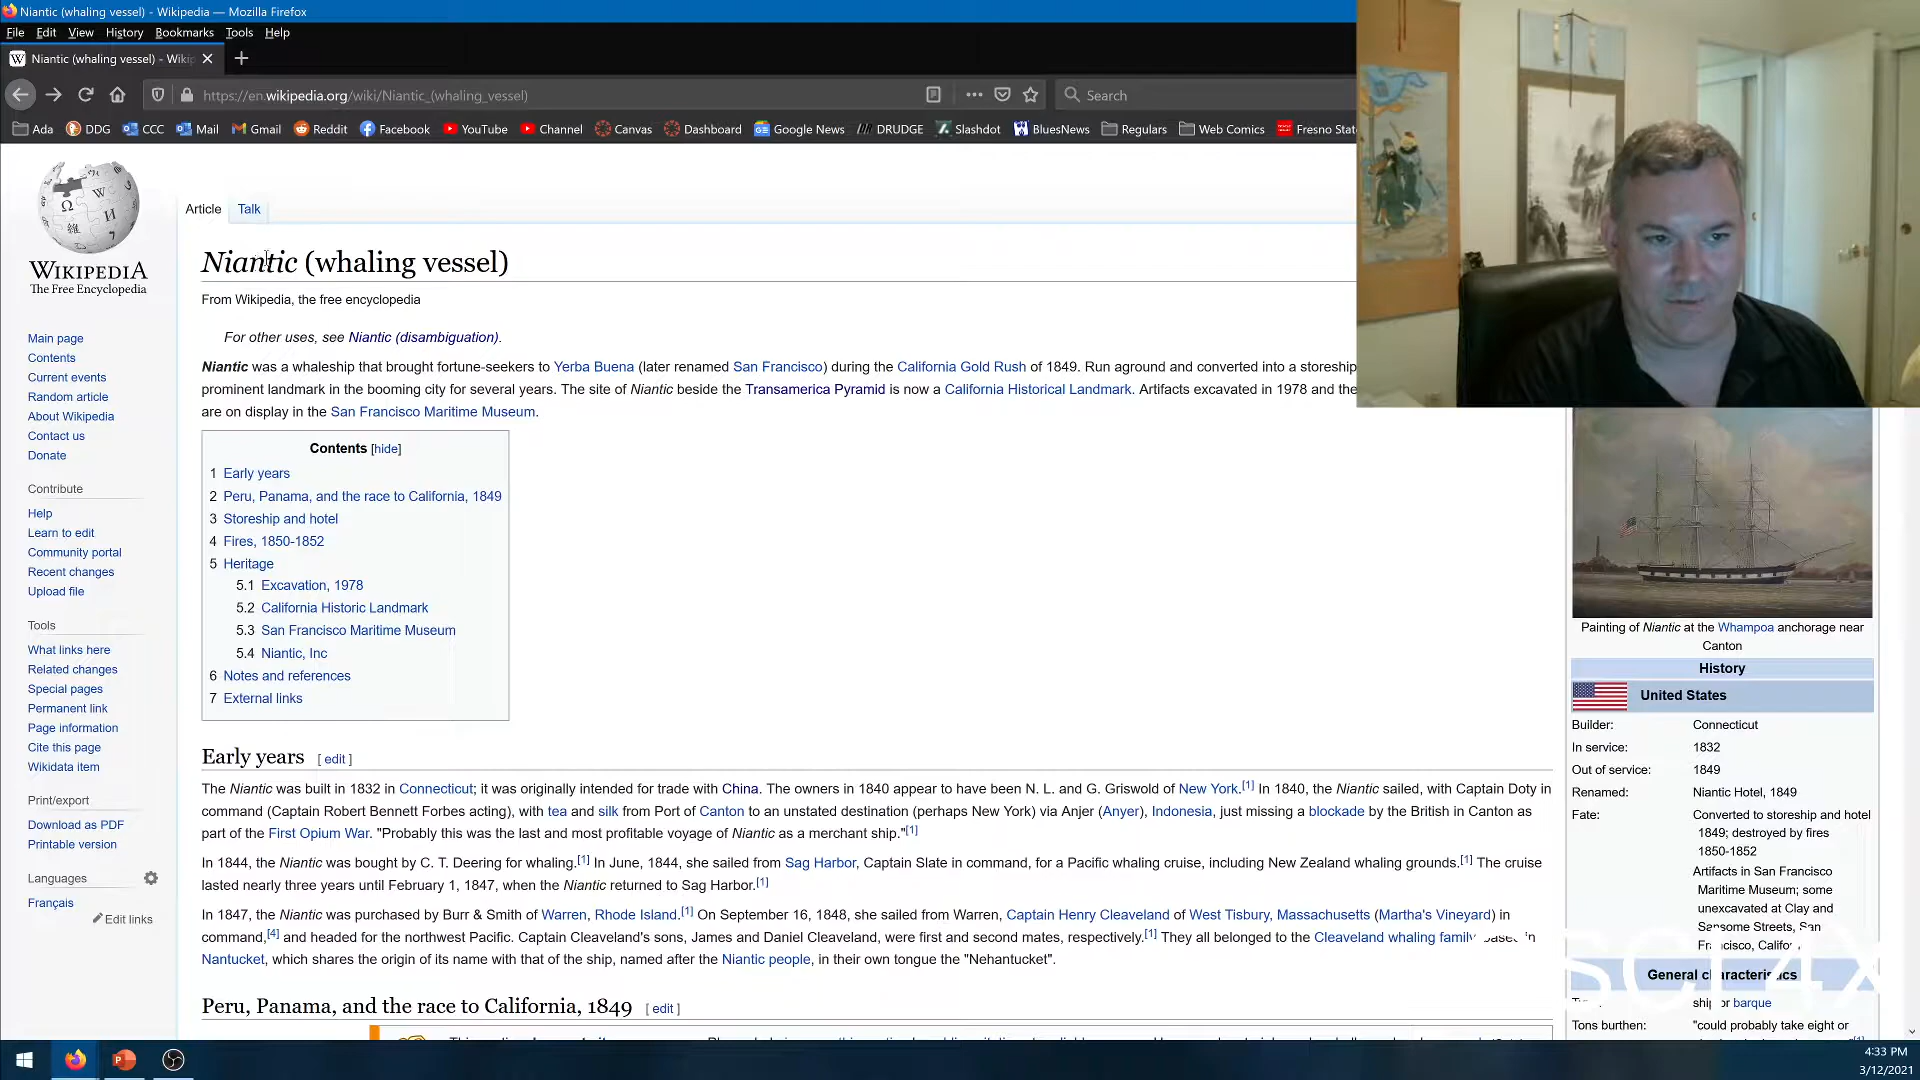 Niantic (whaling vessel) - Wikipedia — Mozilla Firefox
File Edit View History Bookmarks Tools Help
Niantic (whaling vessel) - Wiki
https://en.wikipedia.org/wiki/Niantic_(whaling_vessel)
Search
Ada DDG CCC Mail Gmail Reddit Facebook YouTube Channel Canvas Dashboard Google News DRUDGE Slashdot BluesNews Regulars Web Comics Fresno Stat
WIKIPEDIA
The Free Encyclopedia
Main page
Contents
Current events
Random article
About Wikipedia
Contact us
Donate
Contribute
Help
Learn to edit
Community portal
Recent changes
Upload file
Tools
What links here
Related changes
Special pages
Permanent link
Page information
Cite this page
Wikidata item
Print/export
Download as PDF
Printable version
Languages
Français
Edit links
Article Talk
Niantic (whaling vessel)
From Wikipedia, the free encyclopedia
For other uses, see Niantic (disambiguation).
Niantic was a whaleship that brought fortune-seekers to Yerba Buena (later renamed San Francisco) during the California Gold Rush of 1849. Run aground and converted into a storeship
prominent landmark in the booming city for several years. The site of Niantic beside the Transamerica Pyramid is now a California Historical Landmark. Artifacts excavated in 1978 and the
are on display in the San Francisco Maritime Museum.
Contents [hide]
1 Early years
2 Peru, Panama, and the race to California, 1849
3 Storeship and hotel
4 Fires, 1850-1852
5 Heritage
5.1 Excavation, 1978
5.2 California Historic Landmark
5.3 San Francisco Maritime Museum
5.4 Niantic, Inc
6 Notes and references
7 External links
Early years [ edit ]
The Niantic was built in 1832 in Connecticut; it was originally intended for trade with China. The owners in 1840 appear to have been N. L. and G. Griswold of New York.[1] In 1840, the Niantic sailed, with Captain Doty in
command (Captain Robert Bennett Forbes acting), with tea and silk from Port of Canton to an unstated destination (perhaps New York) via Anjer (Anyer), Indonesia, just missing a blockade by the British in Canton as
part of the First Opium War. "Probably this was the last and most profitable voyage of Niantic as a merchant ship."[1]
In 1844, the Niantic was bought by C. T. Deering for whaling.[1] In June, 1844, she sailed from Sag Harbor, Captain Slate in command, for a Pacific whaling cruise, including New Zealand whaling grounds.[1] The cruise
lasted nearly three years until February 1, 1847, when the Niantic returned to Sag Harbor.[1]
In 1847, the Niantic was purchased by Burr & Smith of Warren, Rhode Island.[1] On September 16, 1848, she sailed from Warren, Captain Henry Cleaveland of West Tisbury, Massachusetts (Martha's Vineyard) in
command,[4] and headed for the northwest Pacific. Captain Cleaveland's sons, James and Daniel Cleaveland, were first and second mates, respectively.[1] They all belonged to the Cleaveland whaling family based in
Nantucket, which shares the origin of its name with that of the ship, named after the Niantic people, in their own tongue the "Nehantucket".
Peru, Panama, and the race to California, 1849 [ edit ]
Painting of Niantic at the Whampoa anchorage near
Canton
History
United States
Builder: Connecticut
In service: 1832
Out of service: 1849
Renamed: Niantic Hotel, 1849
Fate: Converted to storeship and hotel
1849; destroyed by fires
1850-1852
Artifacts in San Francisco
Maritime Museum; some
unexcavated at Clay and
Sansome Streets, San
Francisco, Califor
General characteristics
ship or barque
Tons burthen: "could probably take eight or
sci4x
4:33 PM
3/12/2021